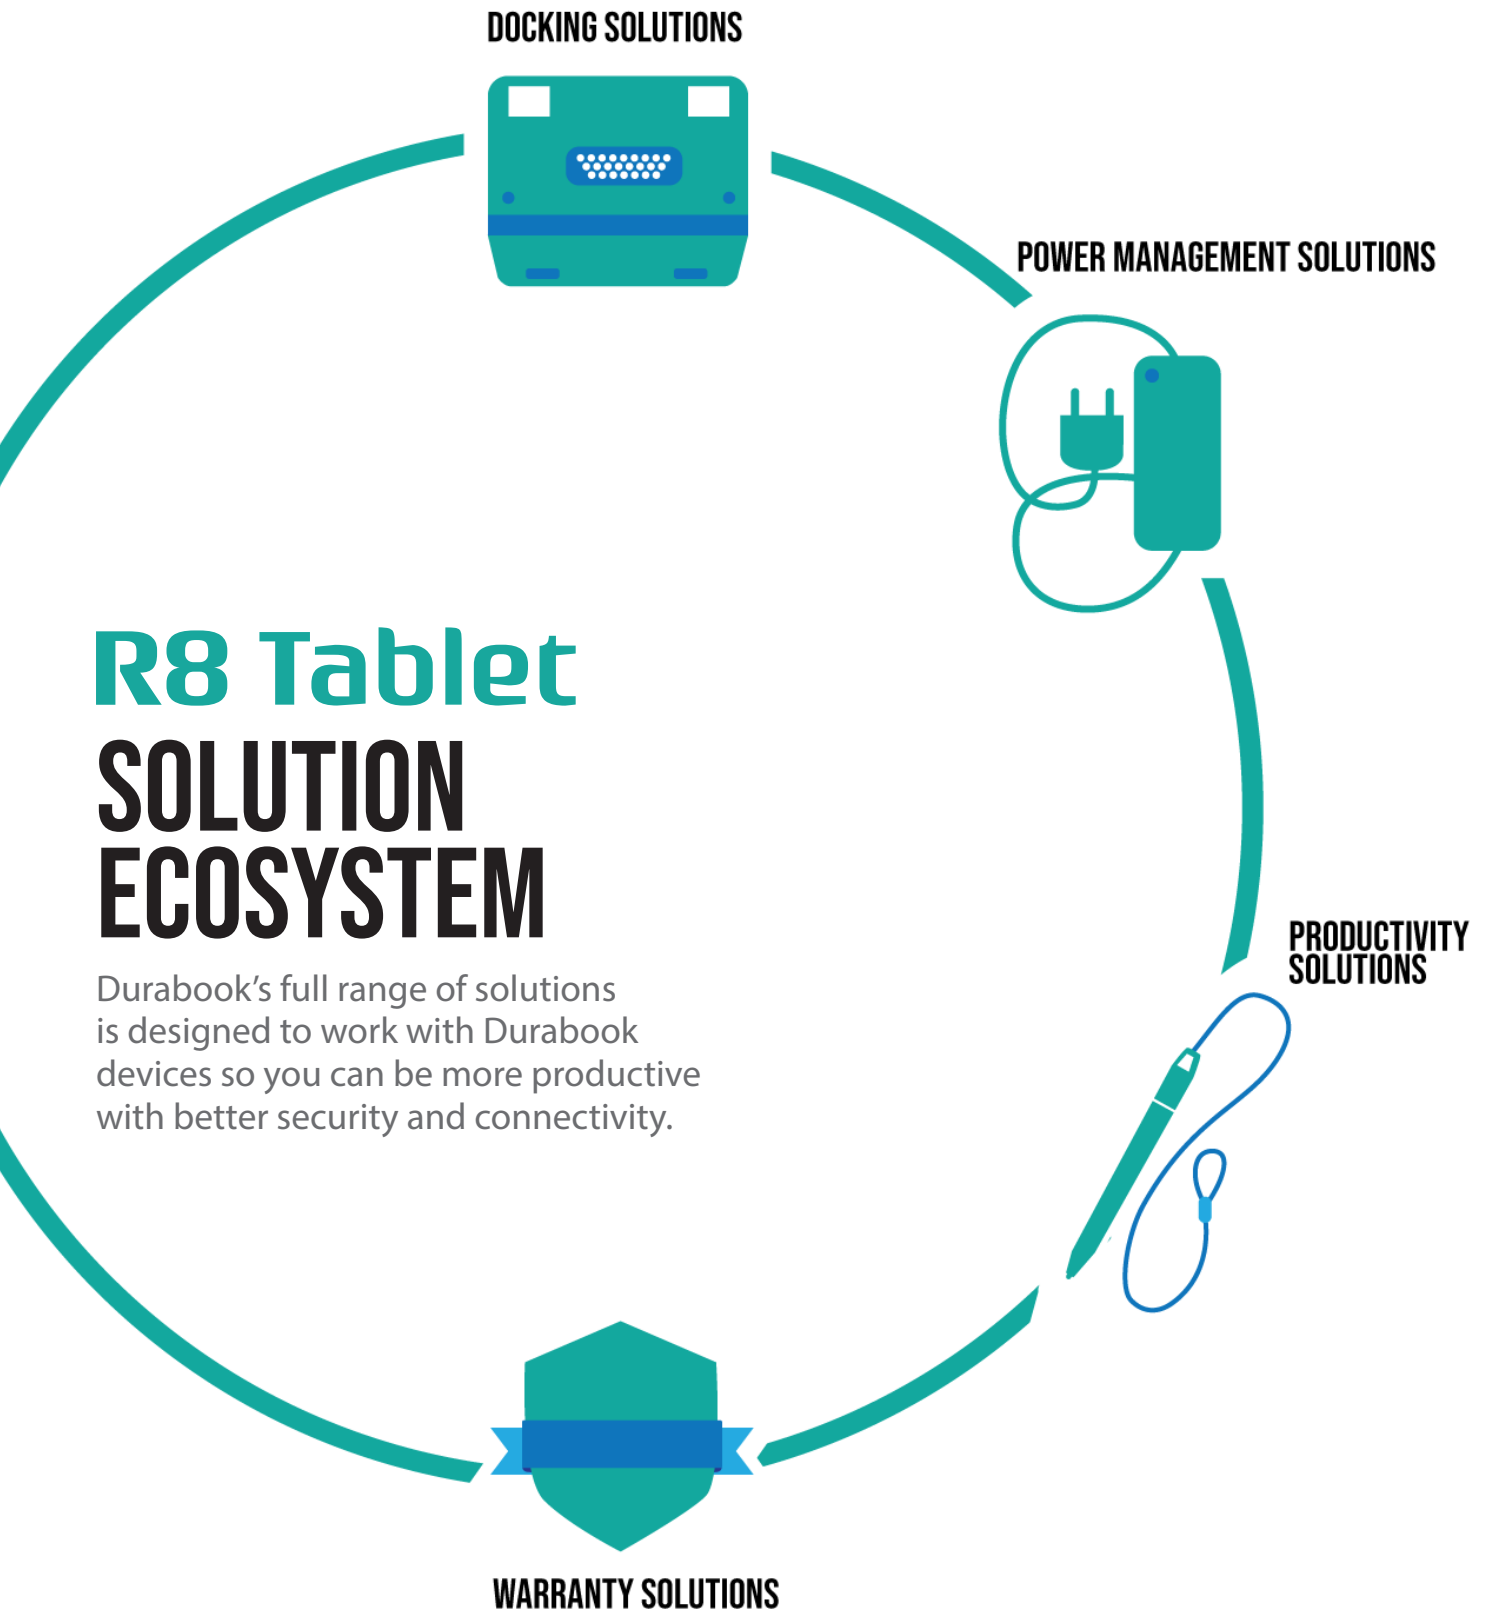 DOCKING SOLUTIONS
POWER MANAGEMENT SOLUTIONS
R8 Tablet
SOLUTION
ECOSYSTEM
Durabook’s full range of solutions
is designed to work with Durabook
devices so you can be more productive
with better security and connectivity.
PRODUCTIVITY
SOLUTIONS
WARRANTY SOLUTIONS